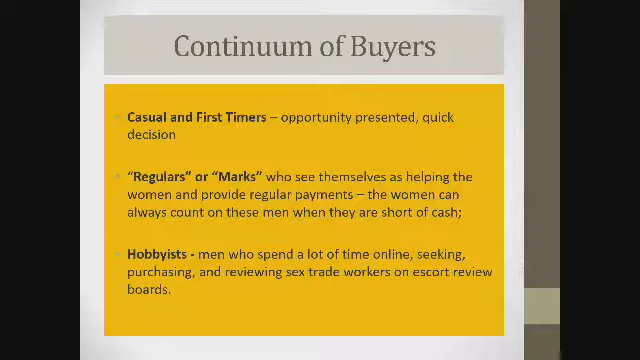 Continuum of Buyers
Casual and First Timers – opportunity presented, quick
decision
“Regulars” or “Marks” who see themselves as helping the
women and provide regular payments – the women can
always count on these men when they are short of cash;
Hobbyists - men who spend a lot of time online, seeking,
purchasing, and reviewing sex trade workers on escort review
boards.